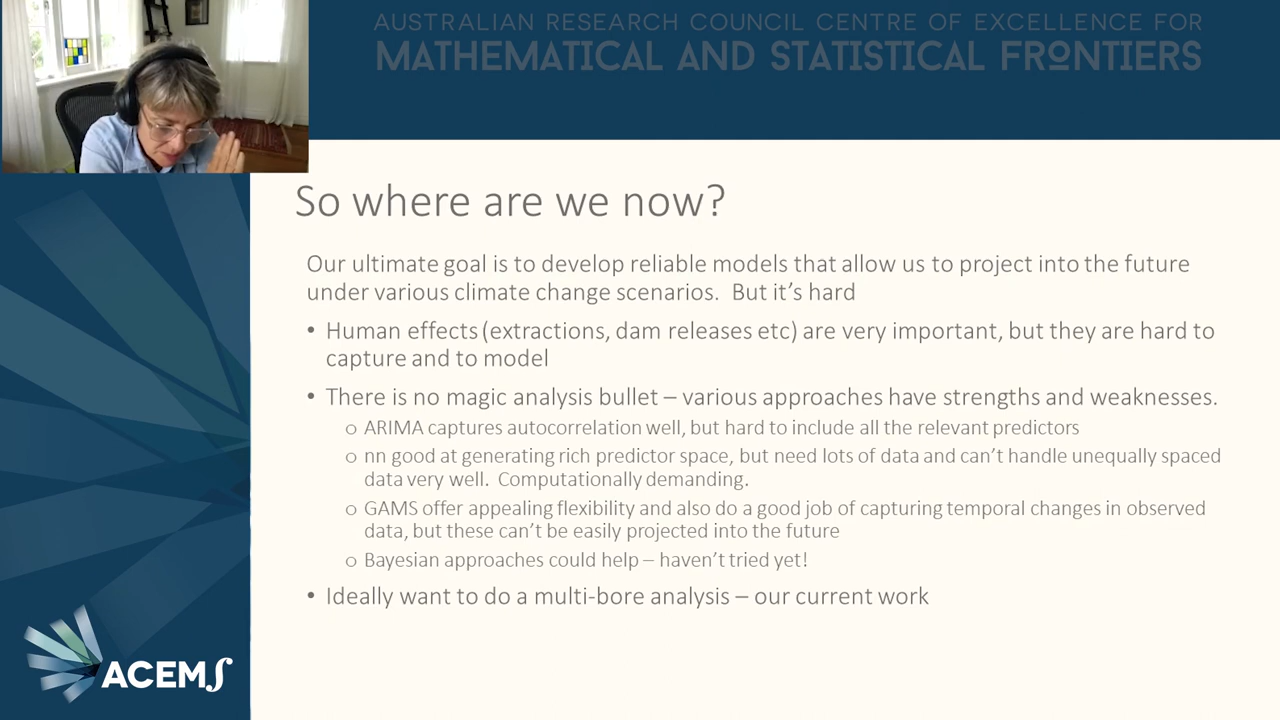 AUSTRALIAN RESEARCH COUNCIL CENTRE OF EXCELLENCE FOR
MATHEMATICAL AND STATISTICAL FRONTIERS
So where are we now?
Our ultimate goal is to develop reliable models that allow us to project into the future
under various climate change scenarios. But it's hard
• Human effects (extractions, dam releases etc) are very important, but they are hard to
capture and to model
• There is no magic analysis bullet – various approaches have strengths and weaknesses.
o ARIMA captures autocorrelation well, but hard to include all the relevant predictors
o nn good at generating rich predictor space, but need lots of data and can't handle unequally spaced
data very well. Computationally demanding.
o GAMS offer appealing flexibility and also do a good job of capturing temporal changes in observed
data, but these can't be easily projected into the future
o Bayesian approaches could help – haven't tried yet!
• Ideally want to do a multi-bore analysis – our current work
ACEMS